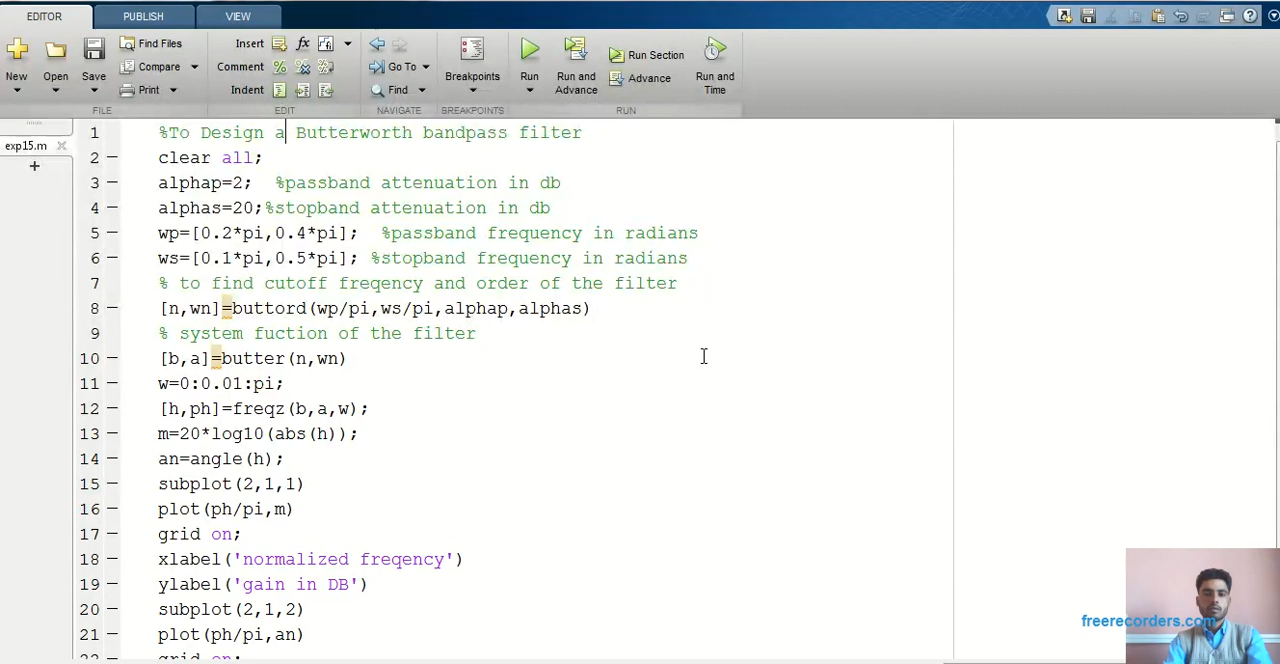 EDITOR PUBLISH VIEW
New Open Save Find Files Compare Print
Insert Comment Indent
Go To Find
Breakpoints
Run Run and Advance Run Section Advance Run and Time
FILE EDIT NAVIGATE BREAKPOINTS RUN
exp15.m
1 %To Design a Butterworth bandpass filter
2 clear all;
3 alphap=2; %passband attenuation in db
4 alphas=20;%stopband attenuation in db
5 wp=[0.2*pi,0.4*pi]; %passband frequency in radians
6 ws=[0.1*pi,0.5*pi]; %stopband frequency in radians
7 % to find cutoff freqency and order of the filter
8 [n,wn]=buttord(wp/pi,ws/pi,alphap,alphas)
9 % system fuction of the filter
10 [b,a]=butter(n,wn)
11 w=0:0.01:pi;
12 [h,ph]=freqz(b,a,w);
13 m=20*log10(abs(h));
14 an=angle(h);
15 subplot(2,1,1)
16 plot(ph/pi,m)
17 grid on;
18 xlabel('normalized freqency')
19 ylabel('gain in DB')
20 subplot(2,1,2)
21 plot(ph/pi,an)
22 grid on;
freerecorders.com